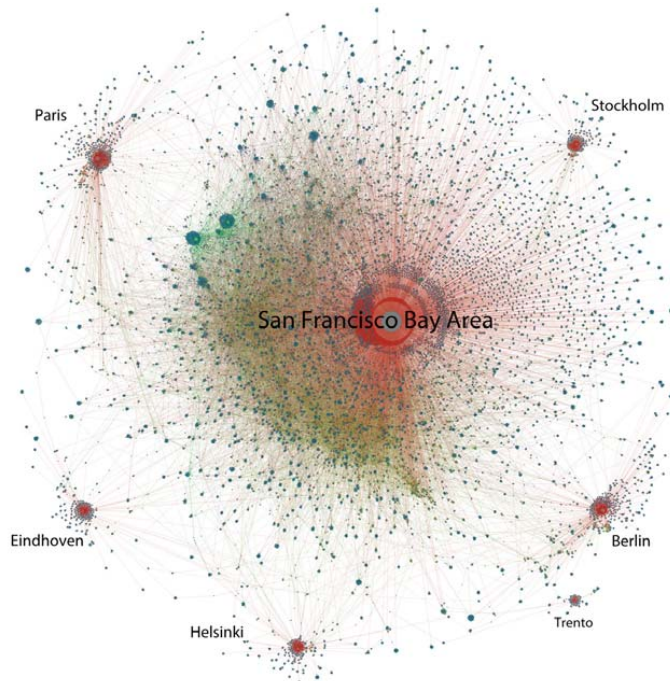 Stockholm
Paris
San Francisco Bay Area
Eindhoven
Berlin
Trento
Helsinki